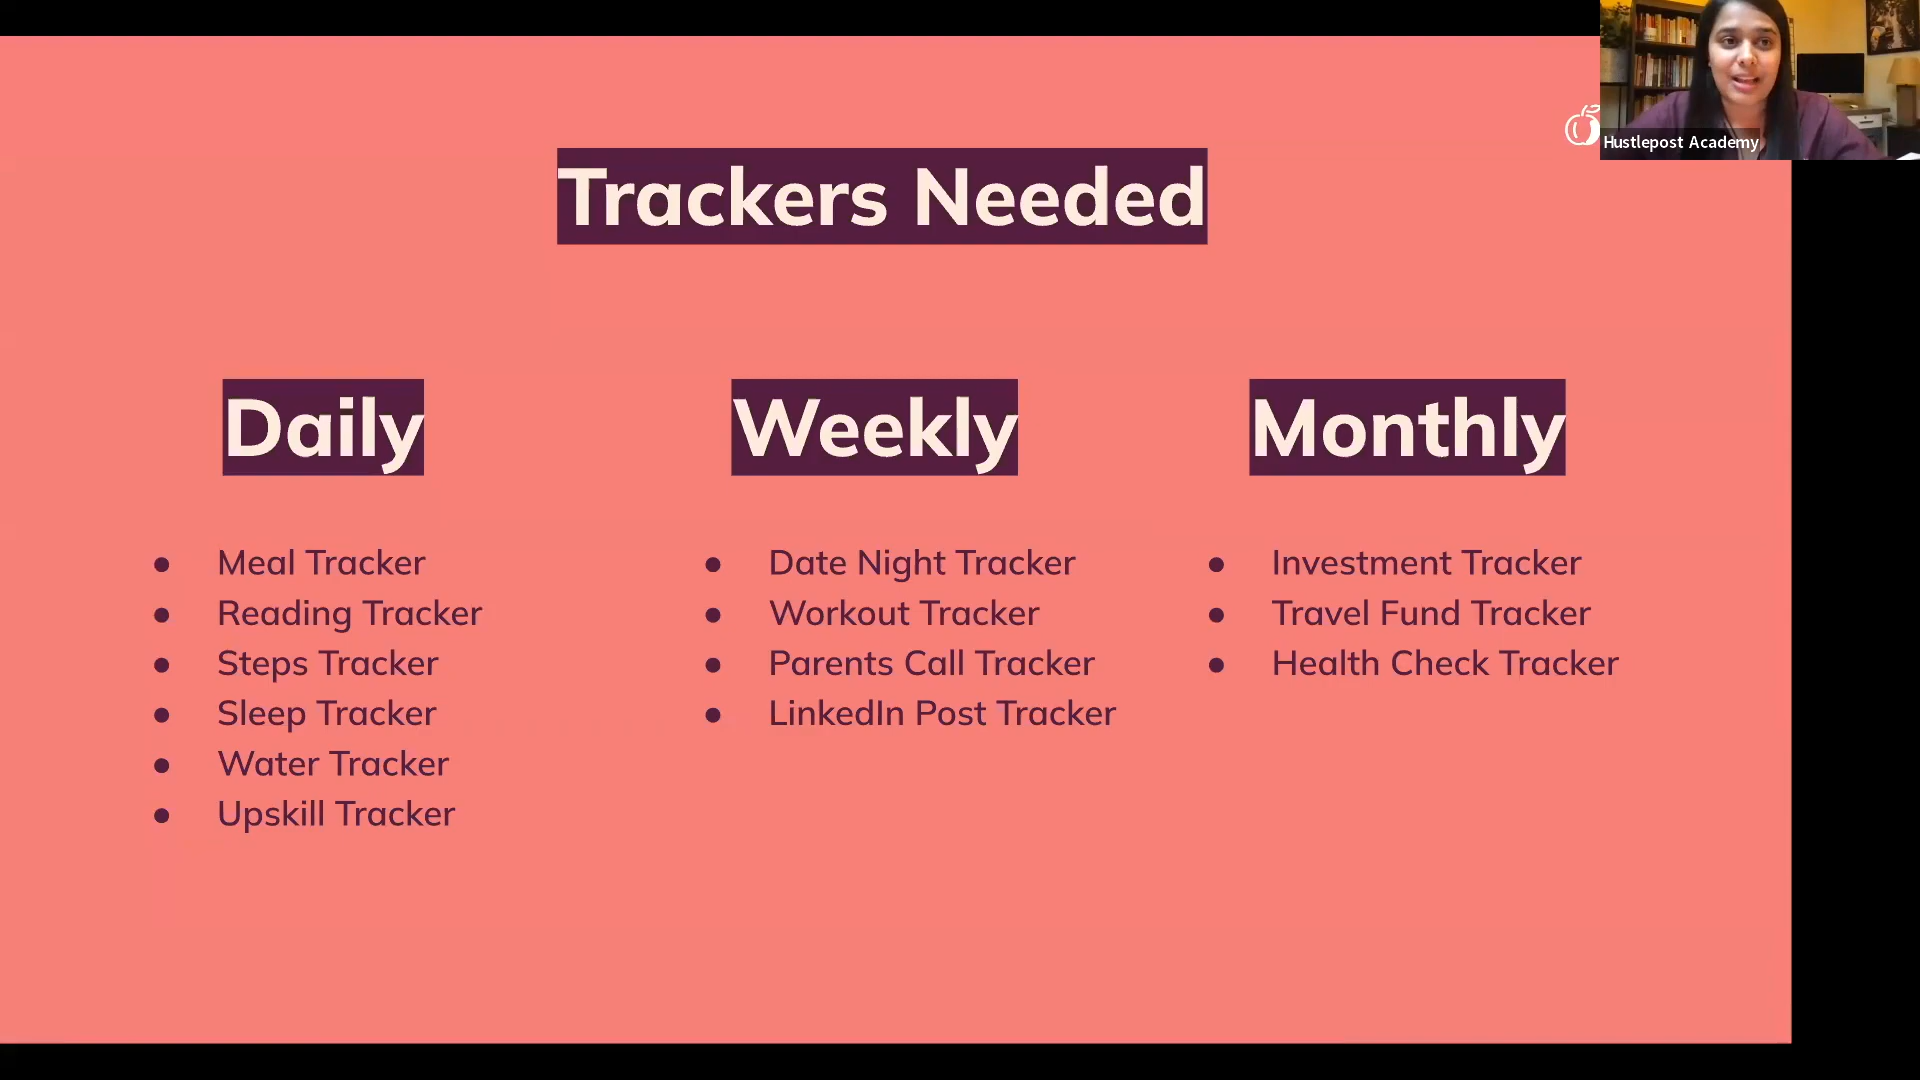 Hustlepost Academy
Trackers Needed
Daily
Meal Tracker
Reading Tracker
Steps Tracker
Sleep Tracker
Water Tracker
Upskill Tracker
Weekly
Date Night Tracker
Workout Tracker
Parents Call Tracker
LinkedIn Post Tracker
Monthly
Investment Tracker
Travel Fund Tracker
Health Check Tracker